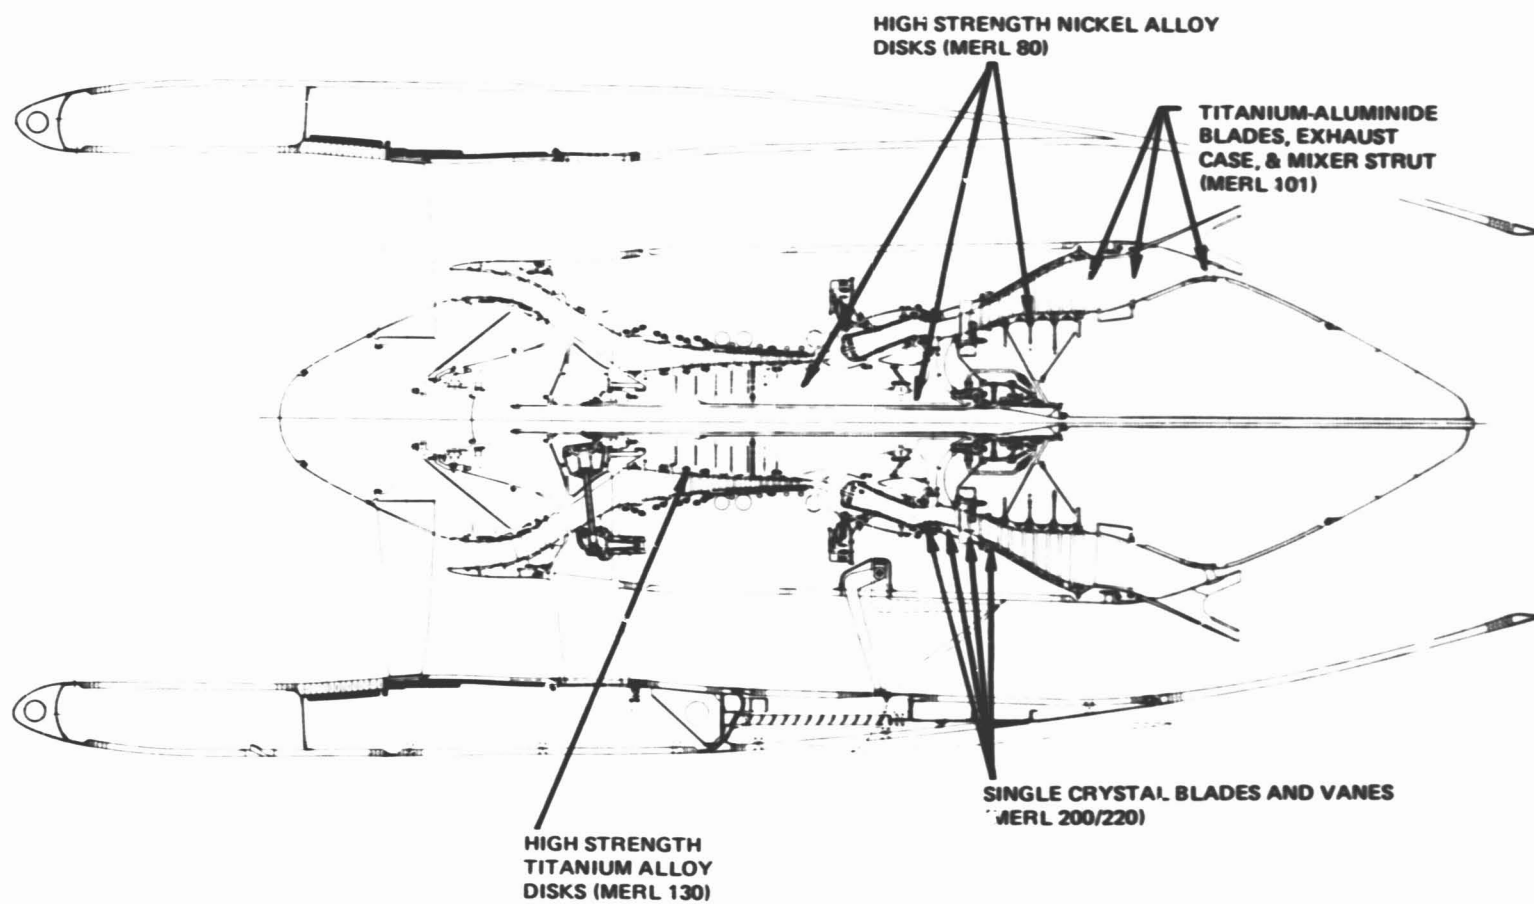 HIGH STRENGTH NICKEL ALLOY
DISKS (MERL 80)
TITANIUM-ALUMINIDE
BLADES, EXHAUST
CASE, & MIXER STRUT
(MERL 101)
SINGLE CRYSTAL BLADES AND VANES
(MERL 200/220)
HIGH STRENGTH
TITANIUM ALLOY
DISKS (MERL 130)